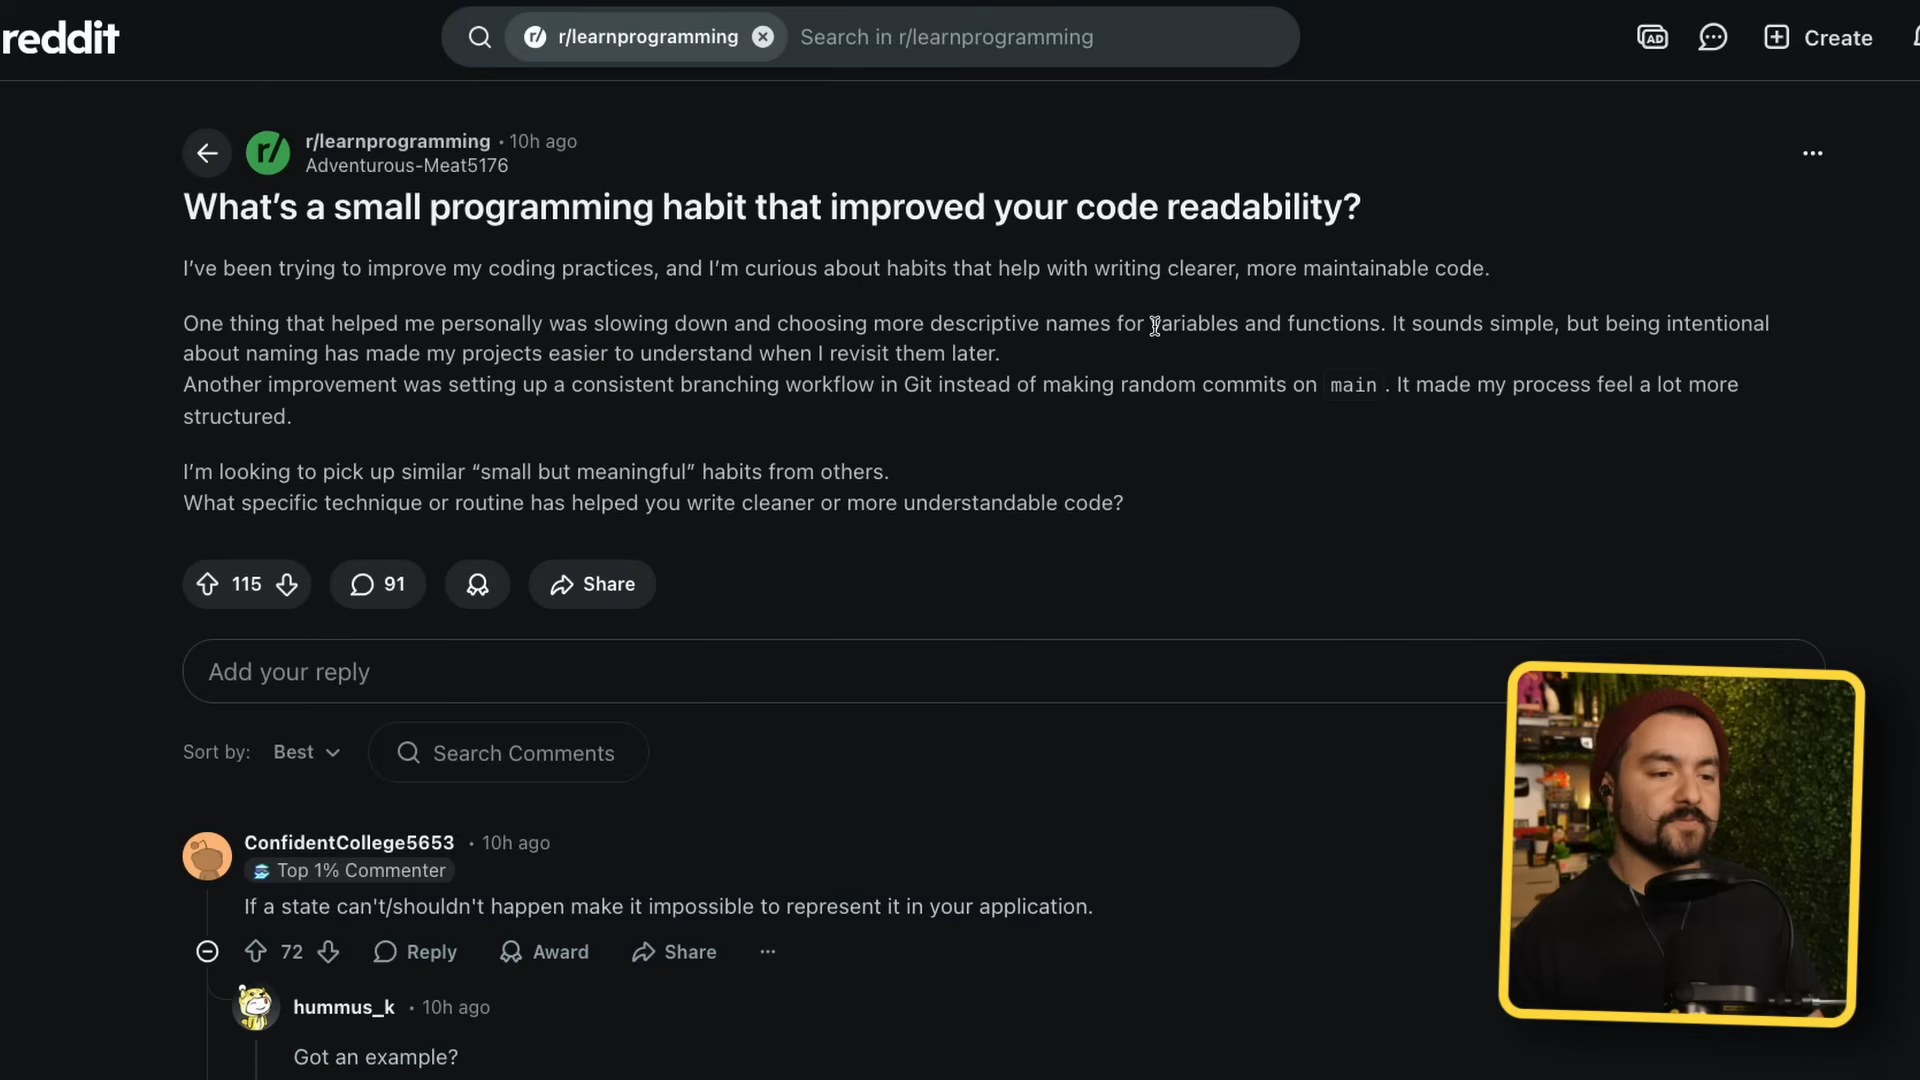 reddit
r/ r/learnprogramming Search in r/learnprogramming
AD
Create
r/
r/learnprogramming • 10h ago
Adventurous-Meat5176
What’s a small programming habit that improved your code readability?
I’ve been trying to improve my coding practices, and I’m curious about habits that help with writing clearer, more maintainable code.
One thing that helped me personally was slowing down and choosing more descriptive names for variables and functions. It sounds simple, but being intentional
about naming has made my projects easier to understand when I revisit them later.
Another improvement was setting up a consistent branching workflow in Git instead of making random commits on main . It made my process feel a lot more
structured.
I’m looking to pick up similar “small but meaningful” habits from others.
What specific technique or routine has helped you write cleaner or more understandable code?
115 91 Share
Add your reply
Sort by: Best Search Comments
ConfidentCollege5653 • 10h ago
Top 1% Commenter
If a state can't/shouldn't happen make it impossible to represent it in your application.
72 Reply Award Share
hummus_k • 10h ago
Got an example?